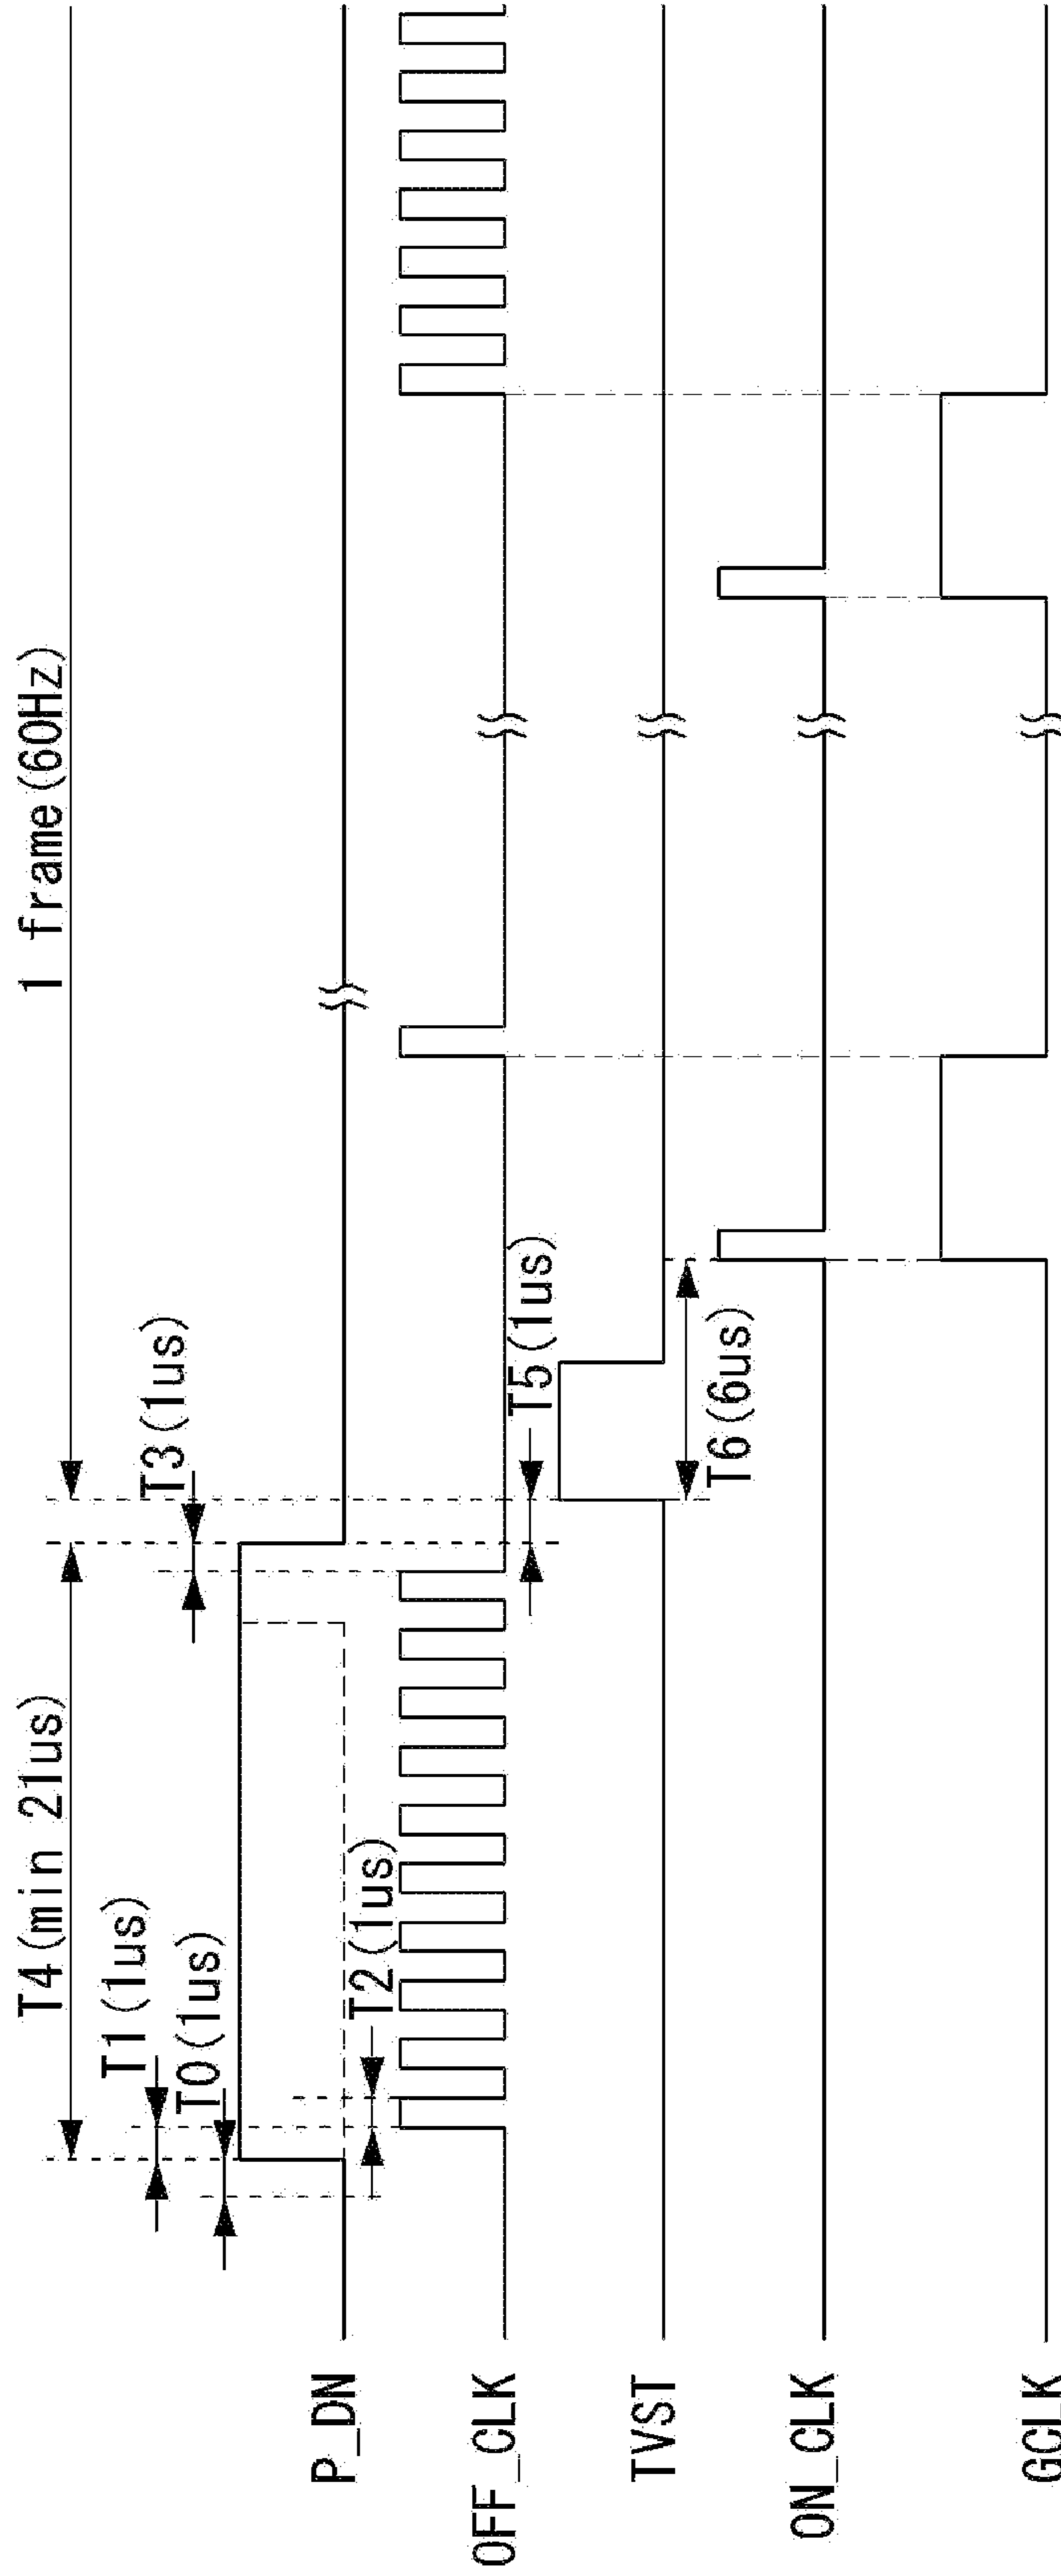 1 frame(60Hz)
T4(min 21us)
T3(1us)
T1(1us)
T0(1us)
P_DN
T2(1us)
OFF_CLK
T5(1us)
TVST
T6(6us)
ON_CLK
GCLK